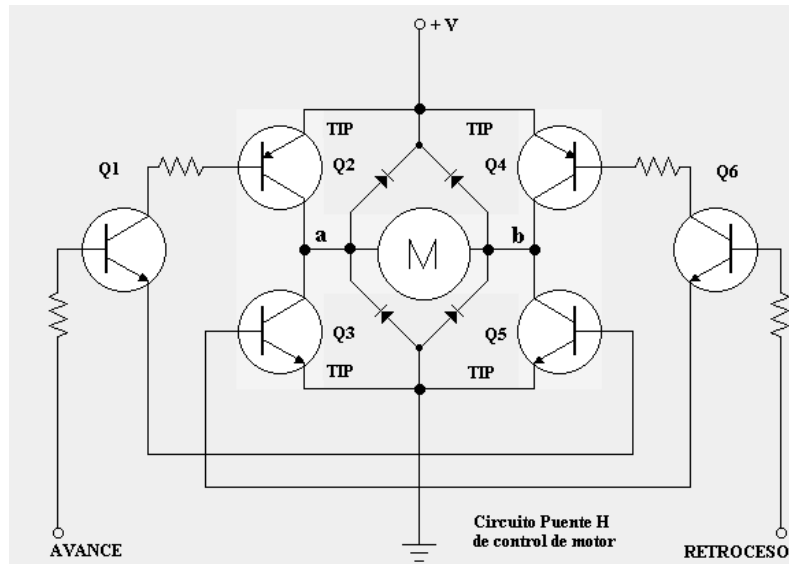 + V
TIP TIP
Q1 Q2 Q4 Q6
a b
M
Q3 Q5
TIP TIP
Circuito Puente H
de control de motor
AVANCE RETROCESO